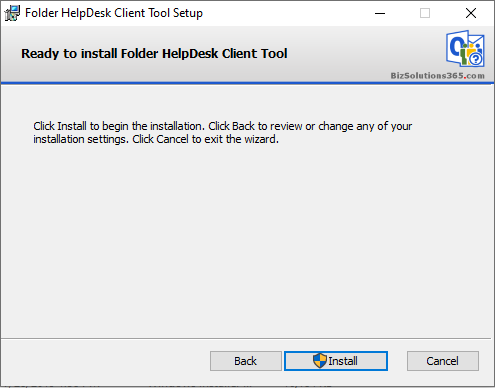 Folder HelpDesk Client Tool Setup
Ready to install Folder HelpDesk Client Tool
BizSolutions365.com
Click Install to begin the installation. Click Back to review or change any of your
installation settings. Click Cancel to exit the wizard.
Back
Install
Cancel